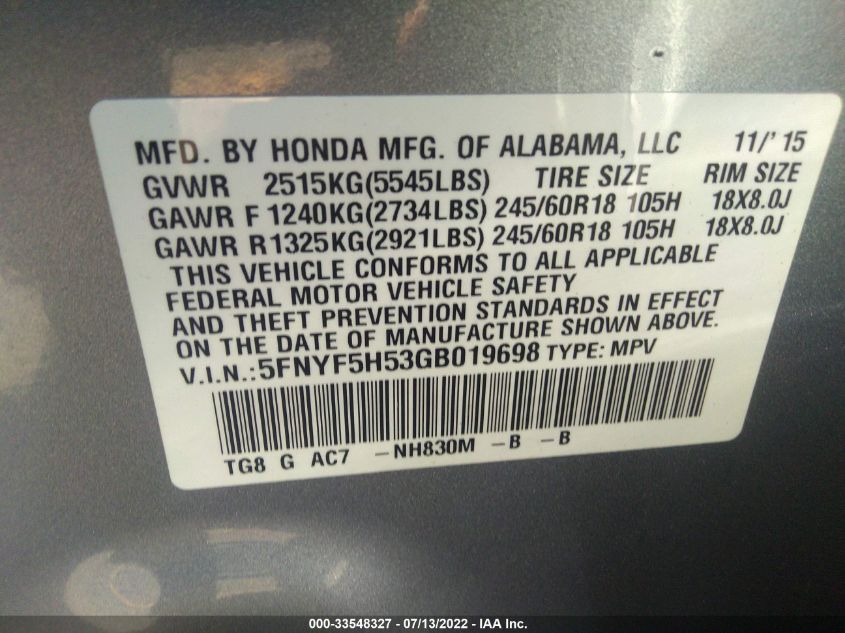 MFD. BY HONDA MFG. OF ALABAMA, LLC 11/'15
GVWR 2515KG(5545LBS) TIRE SIZE RIM SIZE
GAWR F 1240KG(2734LBS) 245/60R18 105H 18X8.0J
GAWR R 1325KG(2921LBS) 245/60R18 105H 18X8.0J
THIS VEHICLE CONFORMS TO ALL APPLICABLE
FEDERAL MOTOR VEHICLE SAFETY
AND THEFT PREVENTION STANDARDS IN EFFECT
ON THE DATE OF MANUFACTURE SHOWN ABOVE.
V.I.N.:5FNYF5H53GB019698 TYPE: MPV
TG8 G AC7 -NH830M -B -B
000-33548327 - 07/13/2022 - IAA Inc.